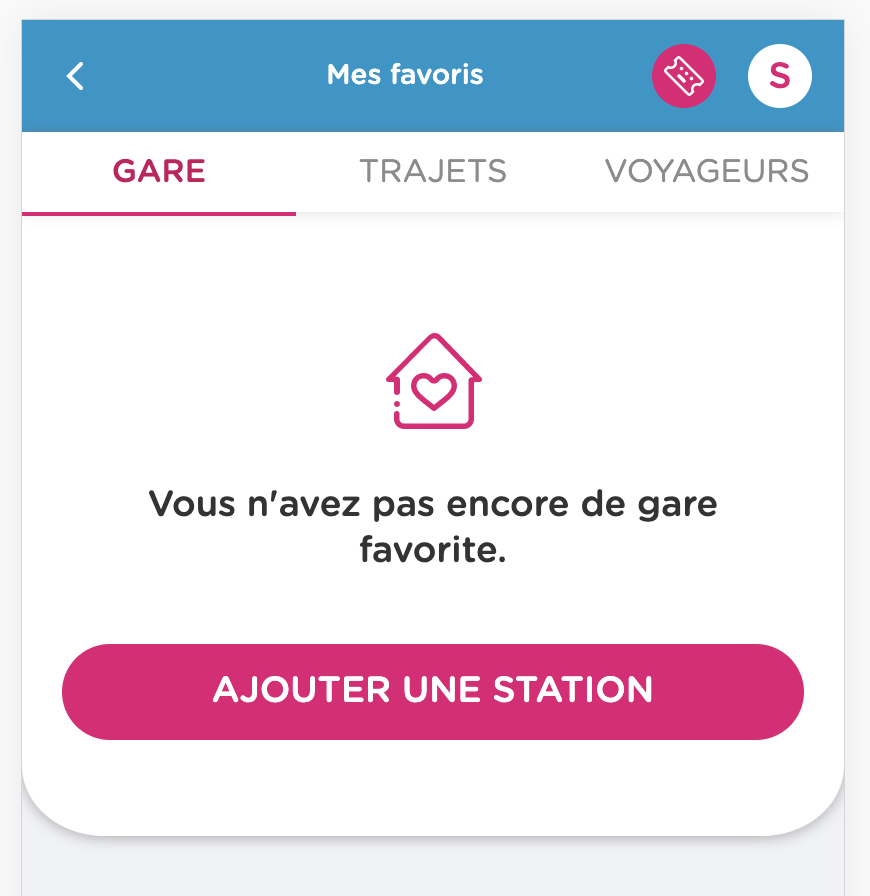 Mes favoris
S
GARE
TRAJETS
VOYAGEURS
Vous n'avez pas encore de gare
favorite.
AJOUTER UNE STATION